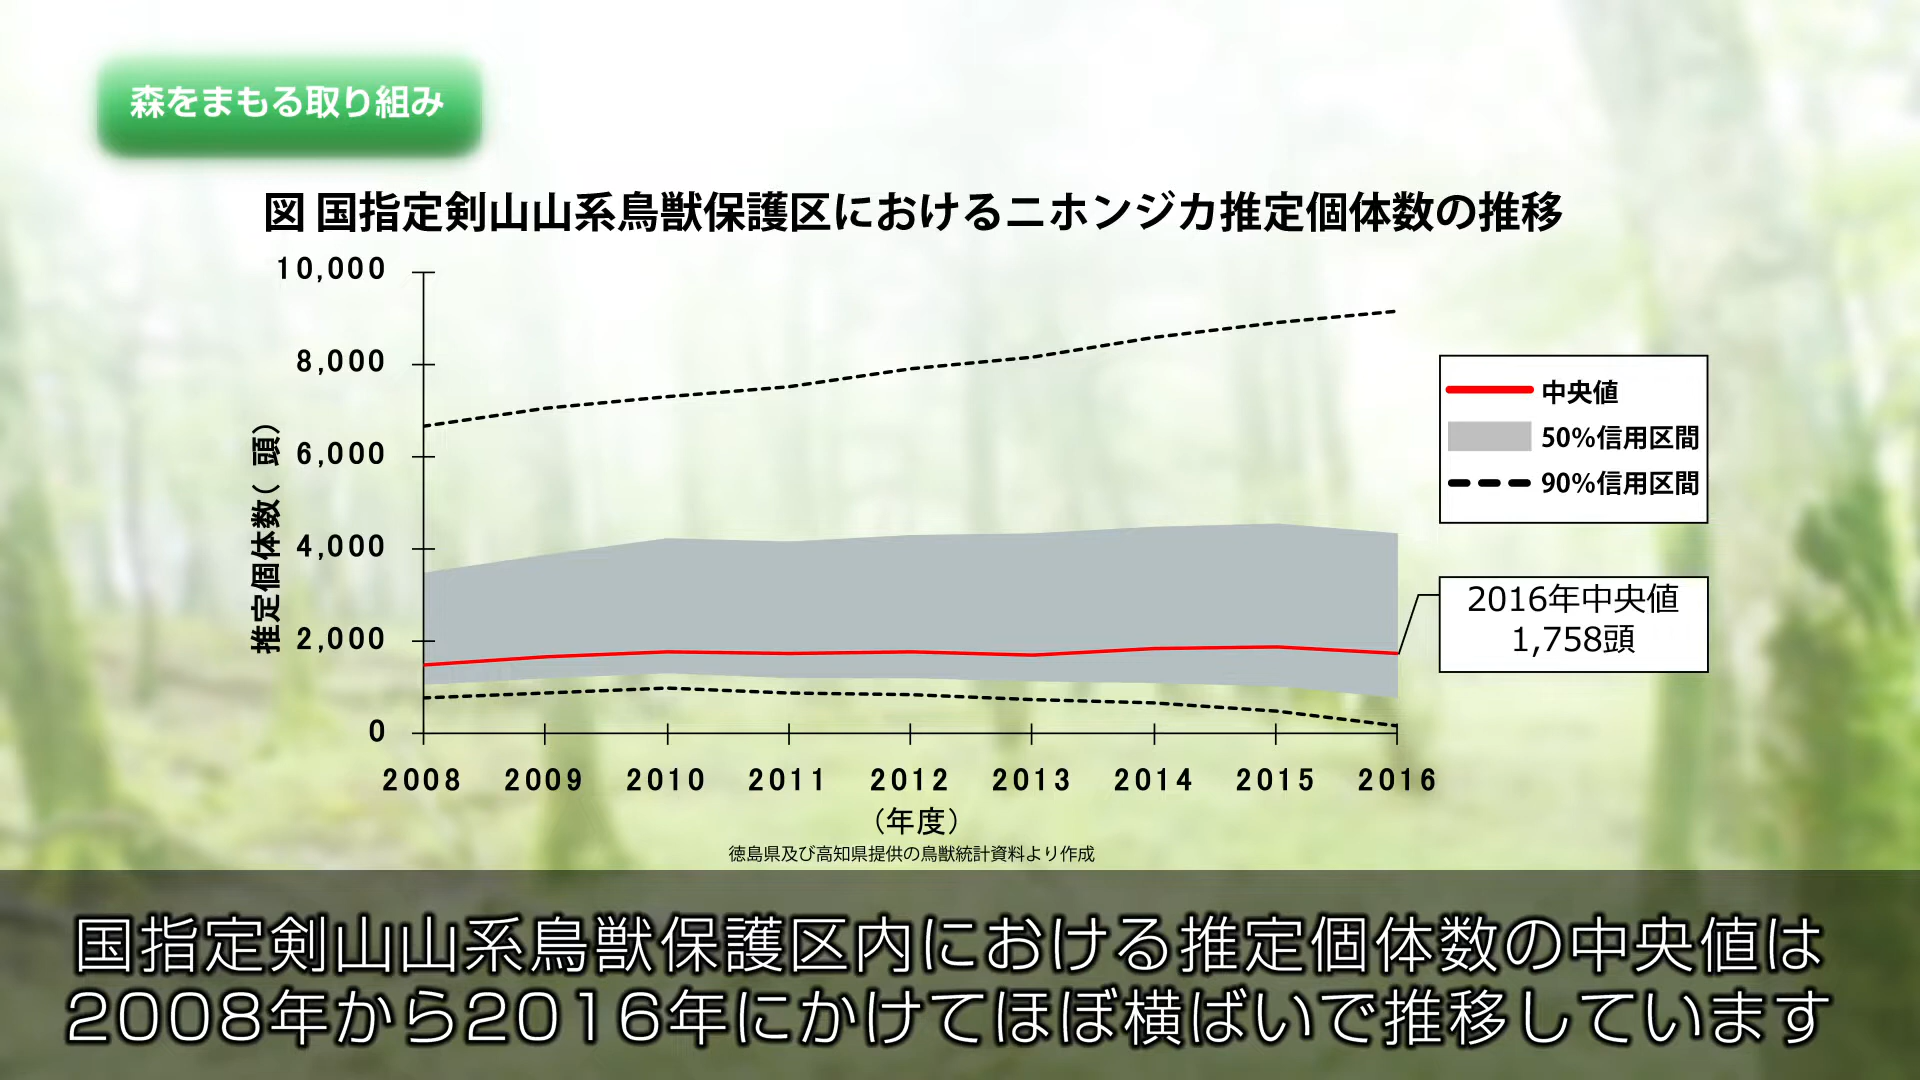 森をまもる取り組み
図 国指定剣山山系鳥獣保護区におけるニホンジカ推定個体数の推移
推定個体数(頭)
10,000
8,000
6,000
4,000
2,000
0
2008 2009 2010 2011 2012 2013 2014 2015 2016
(年度)
中央値
50%信用区間
90%信用区間
2016年中央値
1,758頭
徳島県及び高知県提供の鳥獣統計資料より作成
国指定剣山山系鳥獣保護区内における推定個体数の中央値は
2008年から2016年にかけてほぼ横ばいで推移しています